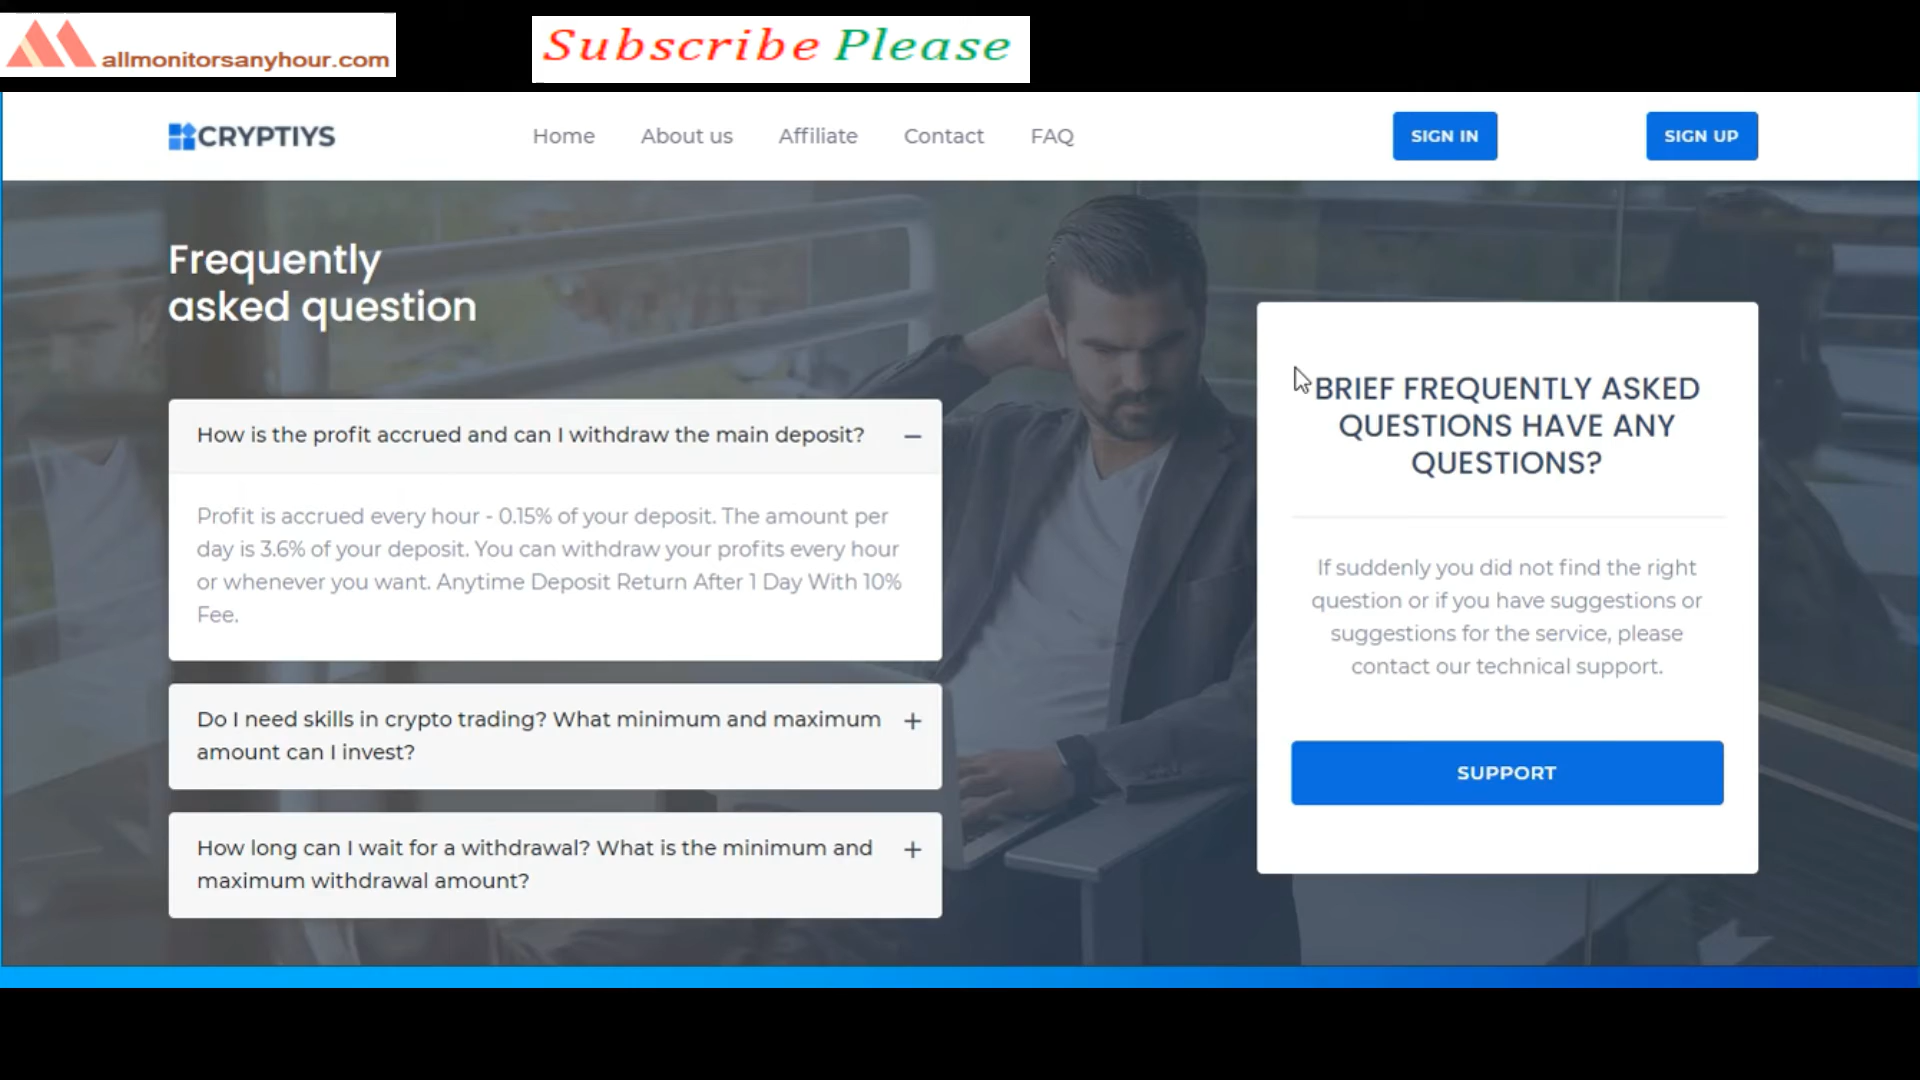 allmonitorsanyhour.com
Subscribe Please
CRYPTIYS
Home
About us
Affiliate
Contact
FAQ
SIGN IN
SIGN UP
Frequently
asked question
How is the profit accrued and can I withdraw the main deposit?
Profit is accrued every hour - 0.15% of your deposit. The amount per
day is 3.6% of your deposit. You can withdraw your profits every hour
or whenever you want. Anytime Deposit Return After 1 Day With 10%
Fee.
Do I need skills in crypto trading? What minimum and maximum
amount can I invest?
How long can I wait for a withdrawal? What is the minimum and
maximum withdrawal amount?
BRIEF FREQUENTLY ASKED
QUESTIONS HAVE ANY
QUESTIONS?
If suddenly you did not find the right
question or if you have suggestions or
suggestions for the service, please
contact our technical support.
SUPPORT